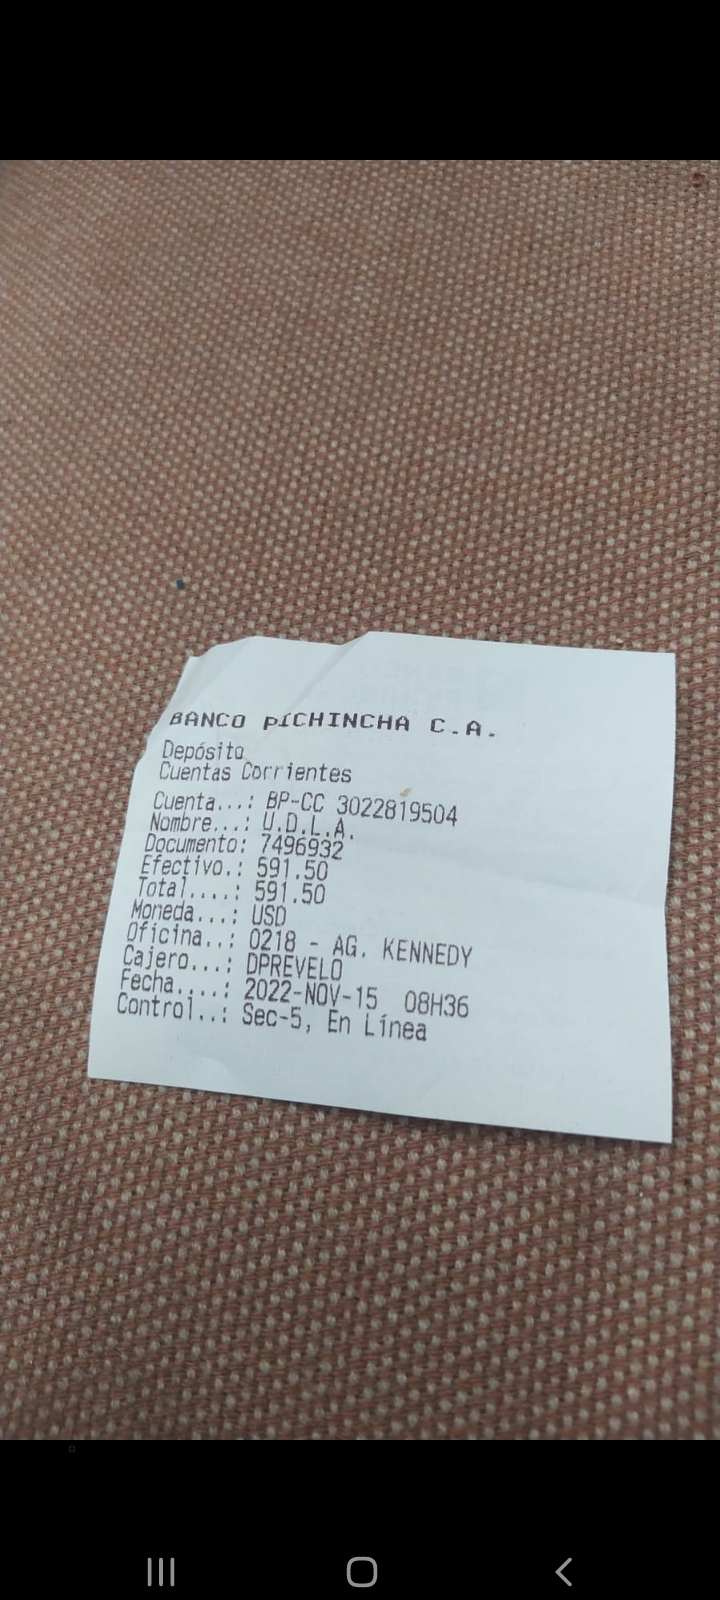 BANCO PíCHINCHA C.A.
Depósito
Cuentas Corrientes
Cuenta...: BP-CC 3022819504
Nombre...: U.D.L.A.
Documento: 7496932
Efectivo.: 591.50
Total....: 591.50
Moneda...: USD
Oficina..: 0218 - AG. KENNEDY
Cajero...: DPREVELO
Fecha....: 2022-NOV-15 08H36
Control..: Sec-5, En Línea